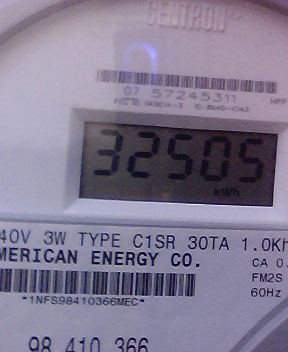 CENTRON®
07 57245311
HPP
32505
kWh
40V 3W TYPE C1SR 30TA 1.0Kh
MERICAN ENERGY CO.
CA 0.
FM2S
*1NFS98410366MEC*
60Hz
98 410 366